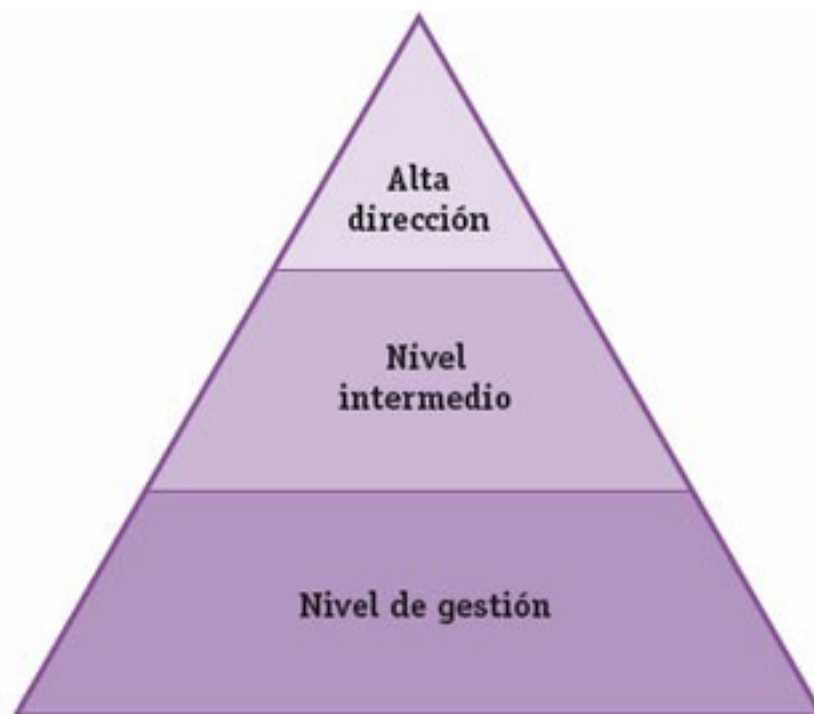 Alta
dirección
Nivel
intermedio
Nivel de gestión